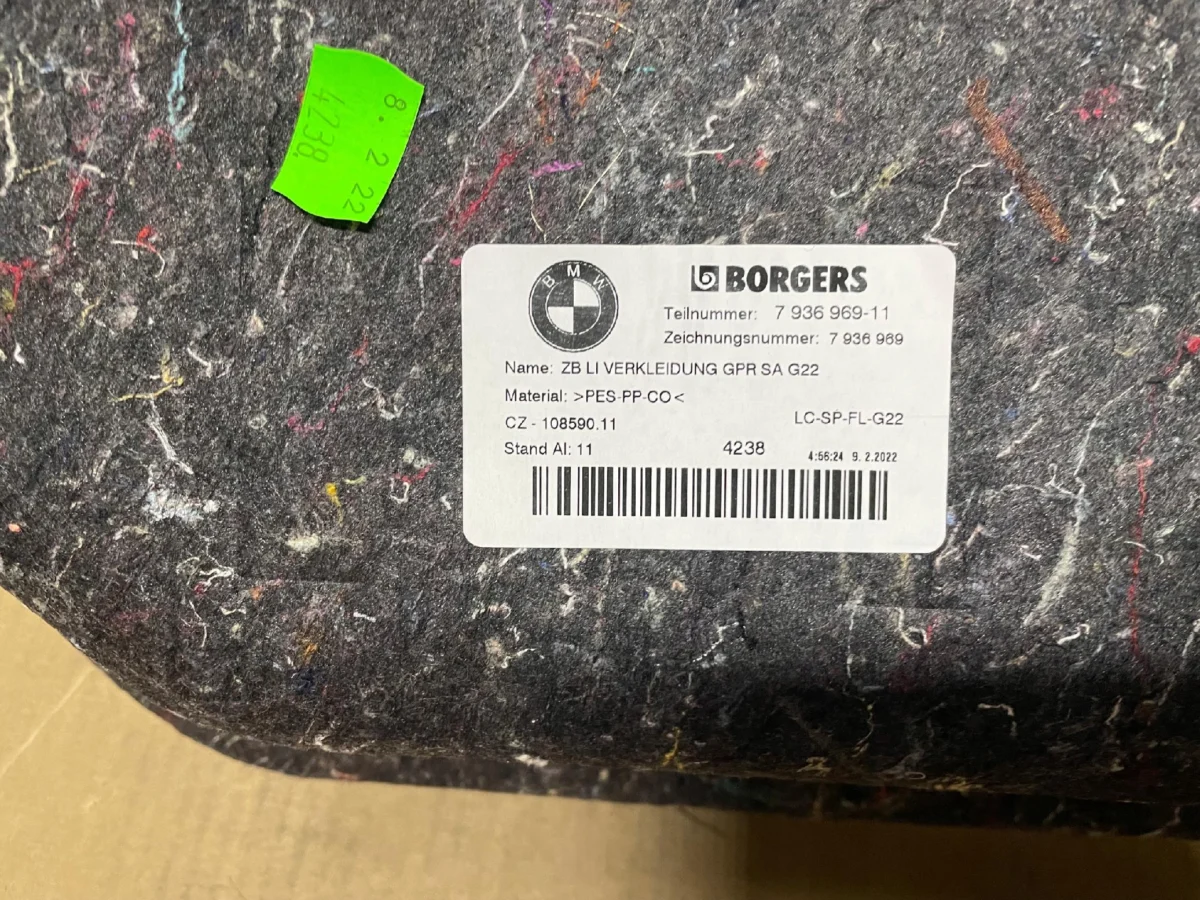 8. 2 22
4238
BMW
BORGERS
Teilnummer: 7 936 969-11
Zeichnungsnummer: 7 936 969
Name: ZB LI VERKLEIDUNG GPR SA G22
Material: >PES-PP-CO<
CZ - 108590.11 LC-SP-FL-G22
Stand AI: 11 4238 4:56:24 9. 2.2022